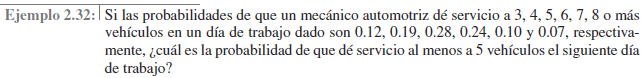 Ejemplo 2.32: Si las probabilidades de que un mecánico automotriz dé servicio a 3, 4, 5, 6, 7, 8 o más
vehículos en un día de trabajo dado son 0.12, 0.19, 0.28, 0.24, 0.10 y 0.07, respectiva-
mente, ¿cuál es la probabilidad de que dé servicio al menos a 5 vehículos el siguiente día
de trabajo?